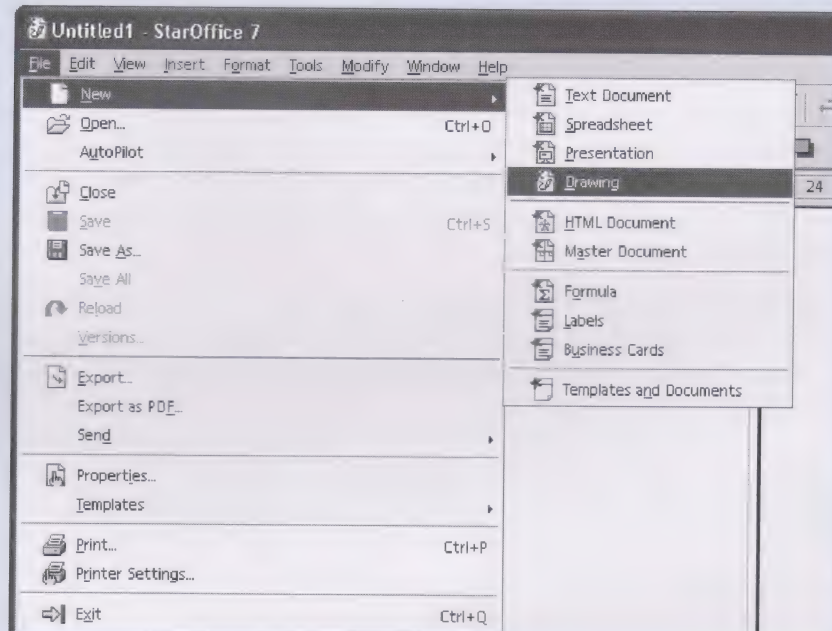 Untitled1 - StarOffice 7
File Edit View Insert Format Tools Modify Window Help
New
Open... Ctrl+O
AutoPilot
Close
Save Ctrl+S
Save As...
Save All
Reload
Versions...
Export...
Export as PDF...
Send
Properties...
Templates
Print... Ctrl+P
Printer Settings...
Exit Ctrl+Q
Text Document
Spreadsheet
Presentation
Drawing
HTML Document
Master Document
Formula
Labels
Business Cards
Templates and Documents
24